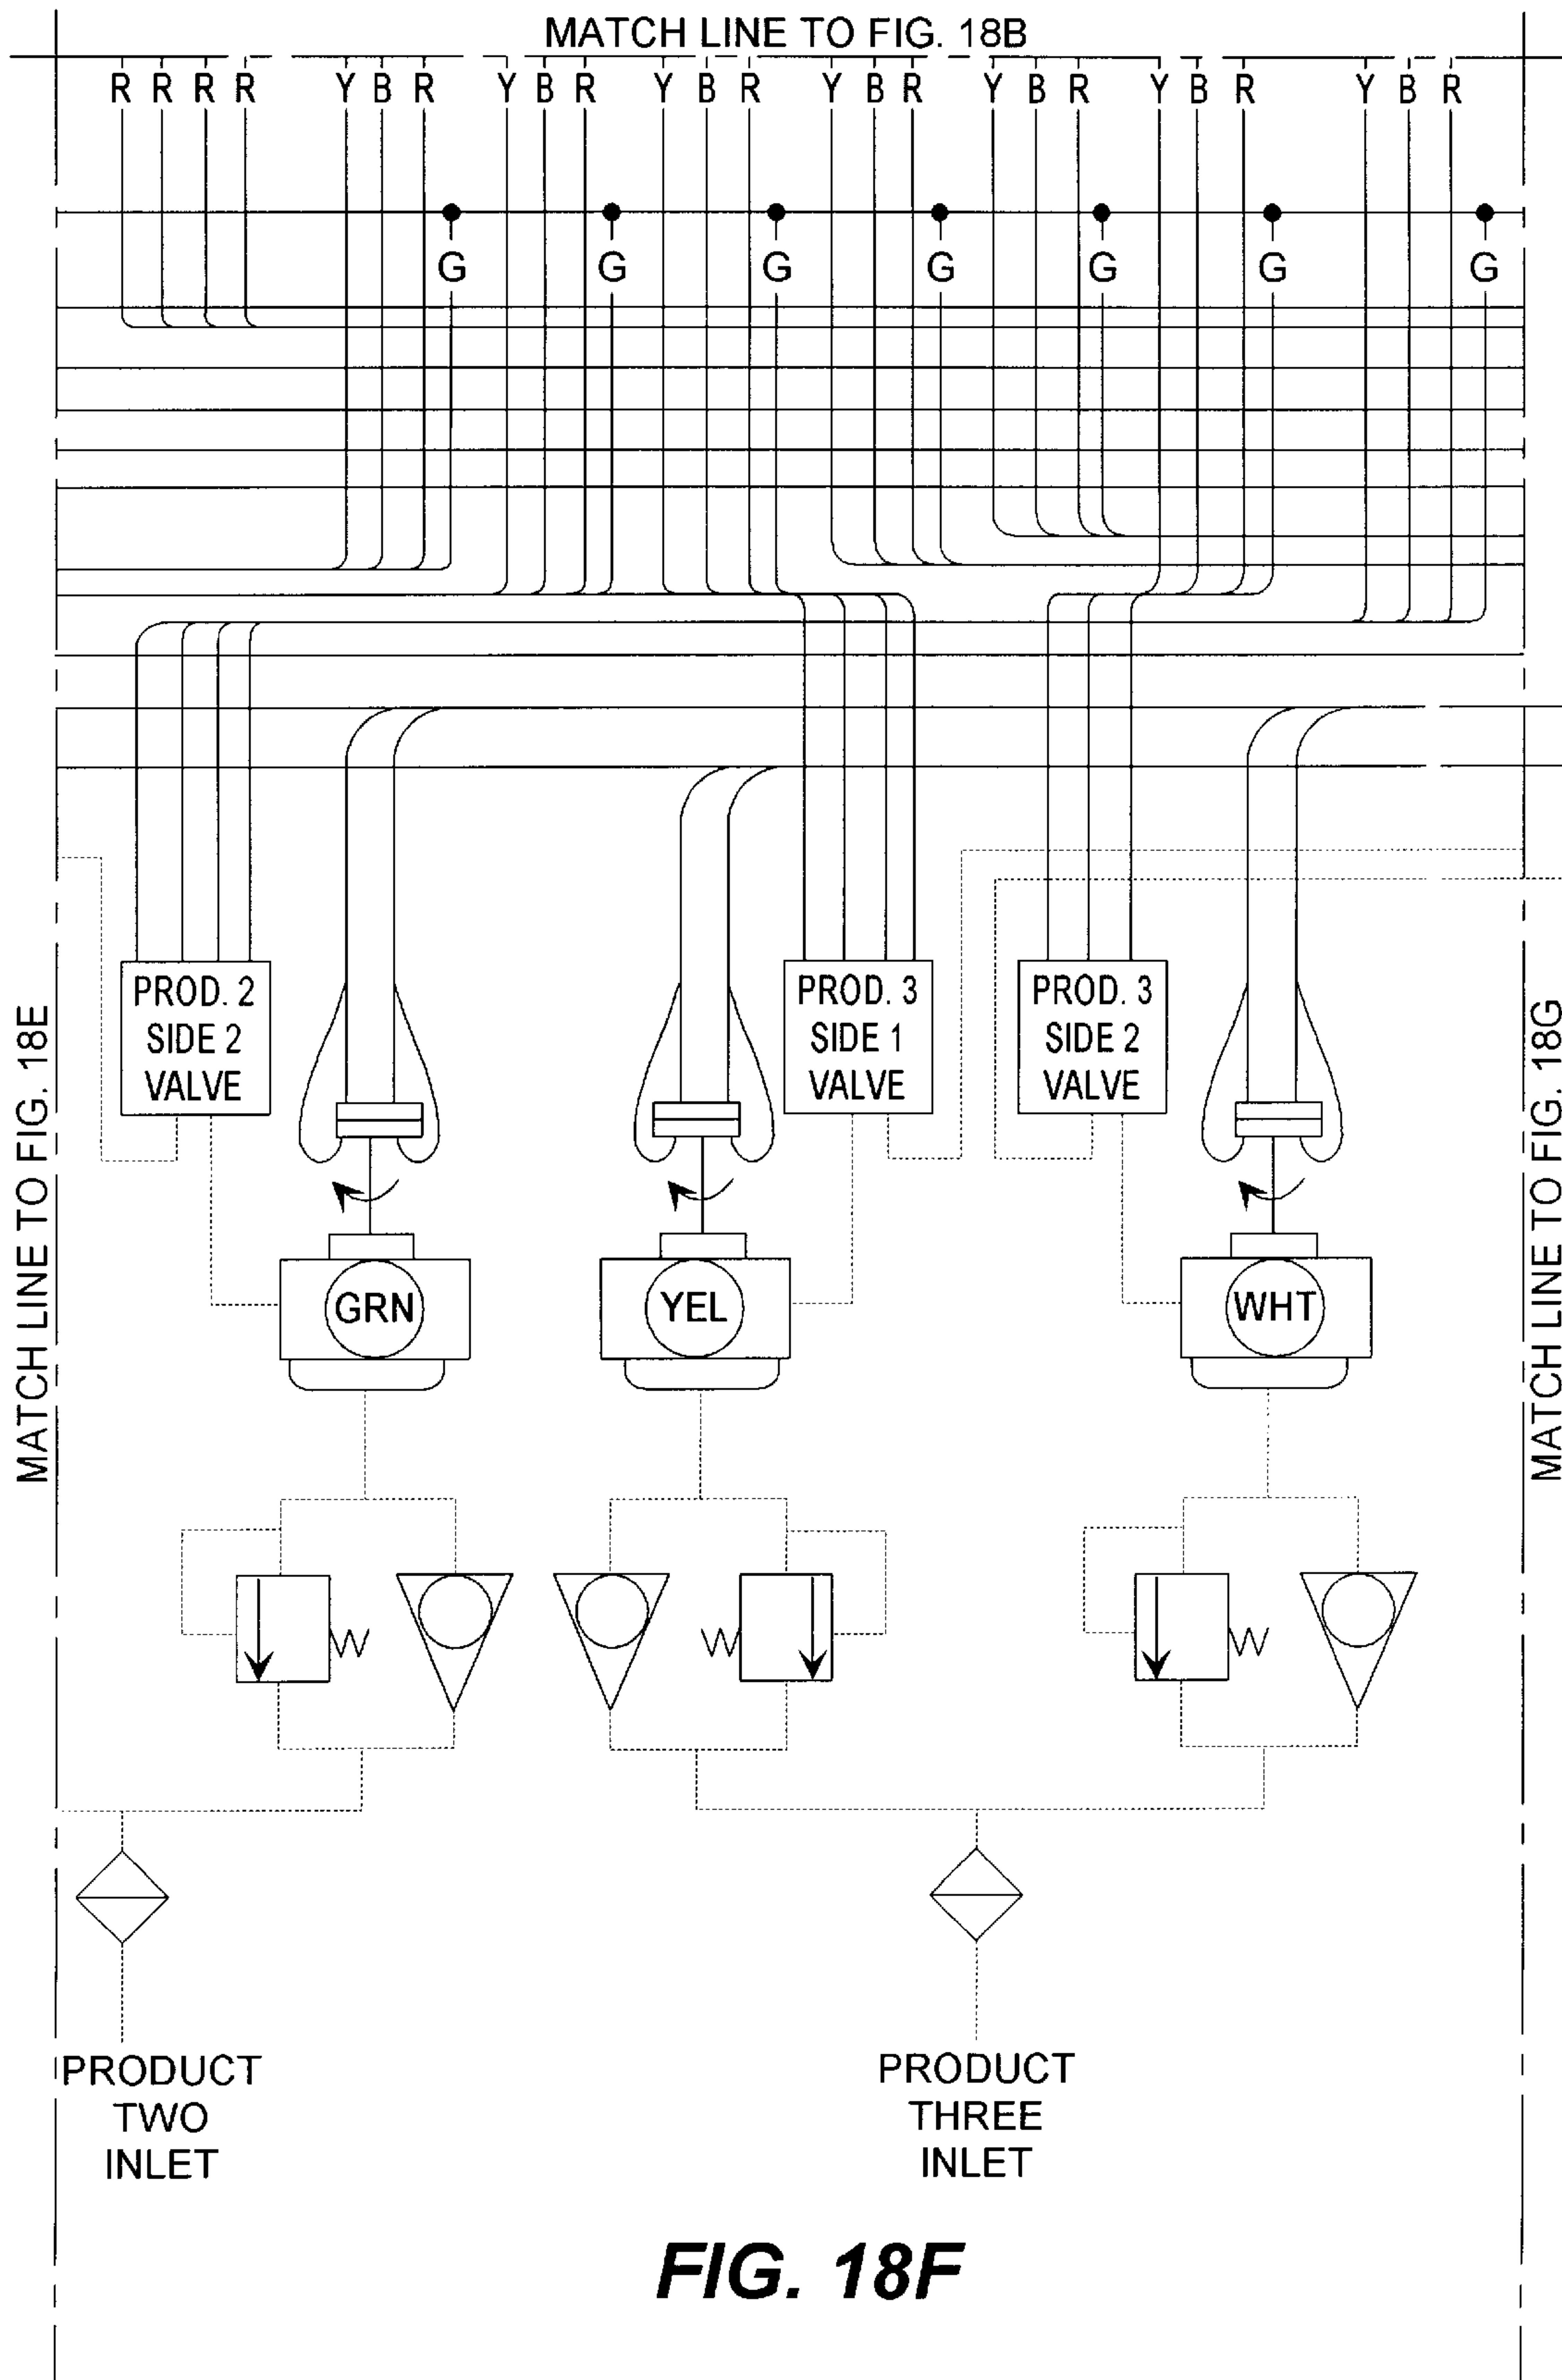 MATCH LINE TO FIG. 18B
R R R R Y B R Y B R Y B R Y B R Y B R Y B R Y B R
G G G G G G G
PROD. 2
SIDE 2
VALVE
PROD. 3
SIDE 1
VALVE
PROD. 3
SIDE 2
VALVE
MATCH LINE TO FIG. 18E
MATCH LINE TO FIG. 18G
GRN
YEL
WHT
PRODUCT
TWO
INLET
PRODUCT
THREE
INLET
FIG. 18F